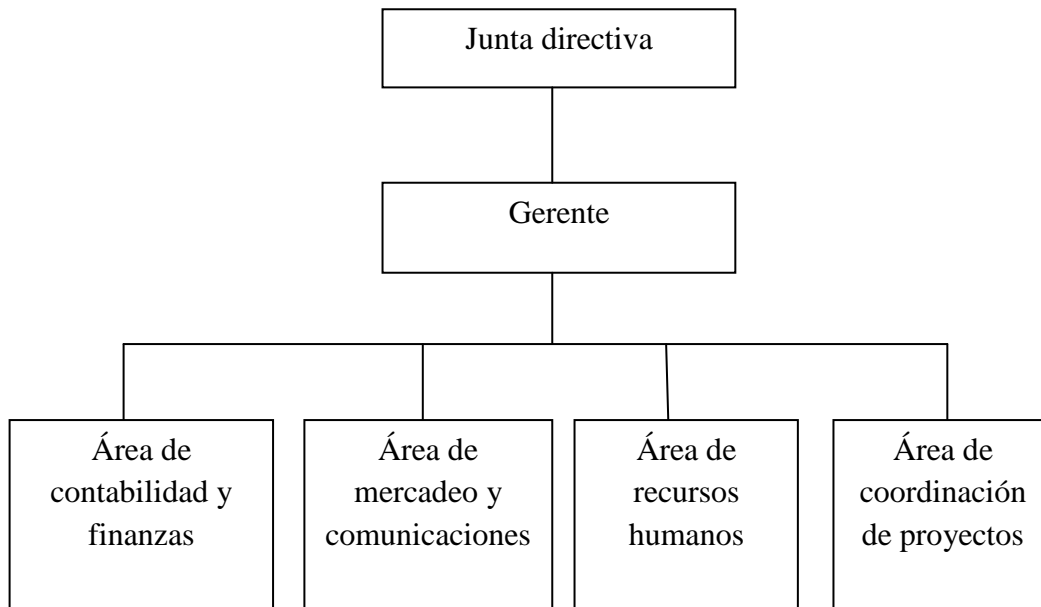 Junta directiva
Gerente
Área de
contabilidad y
finanzas
Área de
mercadeo y
comunicaciones
Área de
recursos
humanos
Área de
coordinación
de proyectos